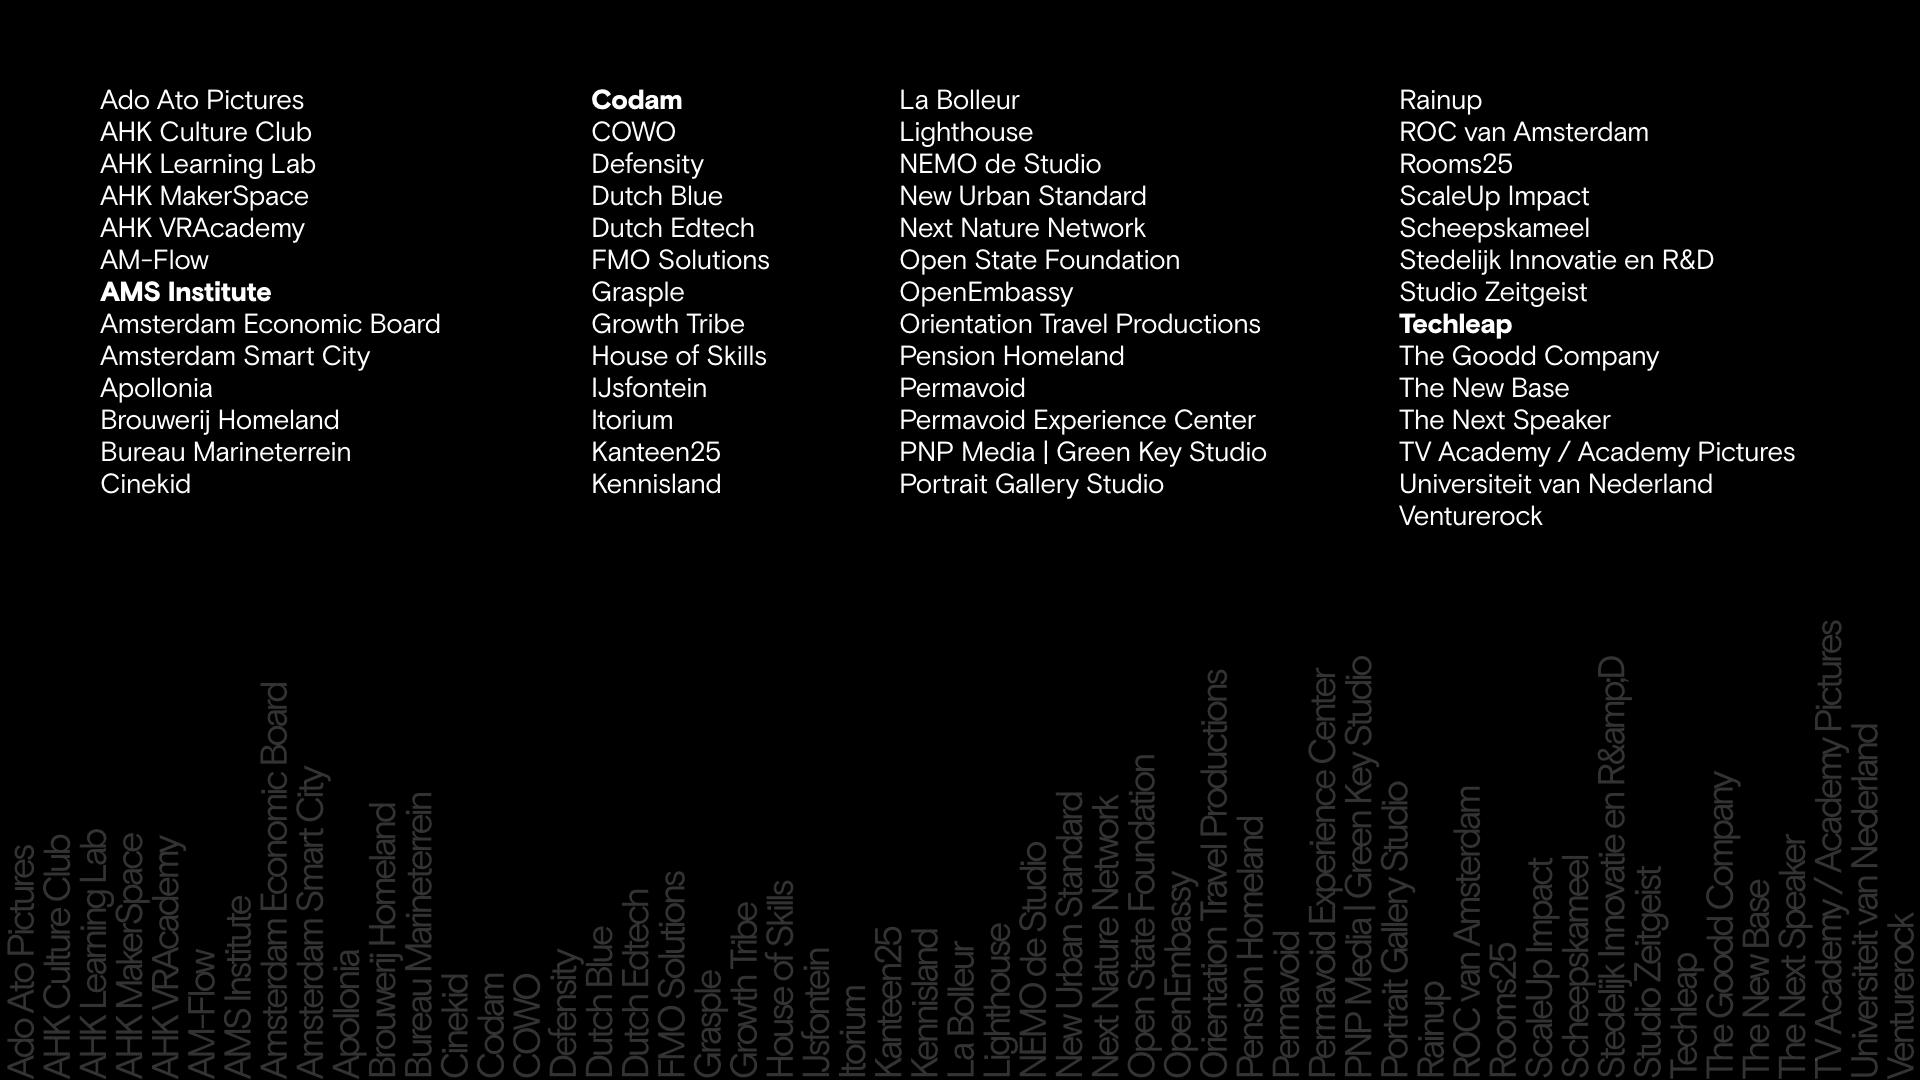 Ado Ato Pictures
AHK Culture Club
AHK Learning Lab
AHK MakerSpace
AHK VRAcademy
AM-Flow
AMS Institute
Amsterdam Economic Board
Amsterdam Smart City
Apollonia
Brouwerij Homeland
Bureau Marineterrein
Cinekid
Codam
COWO
Defensity
Dutch Blue
Dutch Edtech
FMO Solutions
Grasple
Growth Tribe
House of Skills
IJsfontein
Itorium
Kanteen25
Kennisland
La Bolleur
Lighthouse
NEMO de Studio
New Urban Standard
Next Nature Network
Open State Foundation
OpenEmbassy
Orientation Travel Productions
Pension Homeland
Permavoid
Permavoid Experience Center
PNP Media | Green Key Studio
Portrait Gallery Studio
Rainup
ROC van Amsterdam
Rooms25
ScaleUp Impact
Scheepskameel
Stedelijk Innovatie en R&D
Studio Zeitgeist
Techleap
The Goodd Company
The New Base
The Next Speaker
TV Academy / Academy Pictures
Universiteit van Nederland
Venturerock
Ado Ato Pictures
AHK Culture Club
AHK Learning Lab
AHK MakerSpace
AHK VRAcademy
AM-Flow
AMS Institute
Amsterdam Economic Board
Amsterdam Smart City
Apollonia
Brouwerij Homeland
Bureau Marineterrein
Cinekid
Codam
COWO
Defensity
Dutch Blue
Dutch Edtech
FMO Solutions
Grasple
Growth Tribe
House of Skills
IJsfontein
Itorium
Kanteen25
Kennisland
La Bolleur
Lighthouse
NEMO de Studio
New Urban Standard
Next Nature Network
Open State Foundation
OpenEmbassy
Orientation Travel Productions
Pension Homeland
Permavoid
Permavoid Experience Center
PNP Media | Green Key Studio
Portrait Gallery Studio
Rainup
ROC van Amsterdam
Rooms25
ScaleUp Impact
Scheepskameel
Stedelijk Innovatie en R&amp;D
Studio Zeitgeist
Techleap
The Goodd Company
The New Base
The Next Speaker
TV Academy / Academy Pictures
Universiteit van Nederland
Venturerock